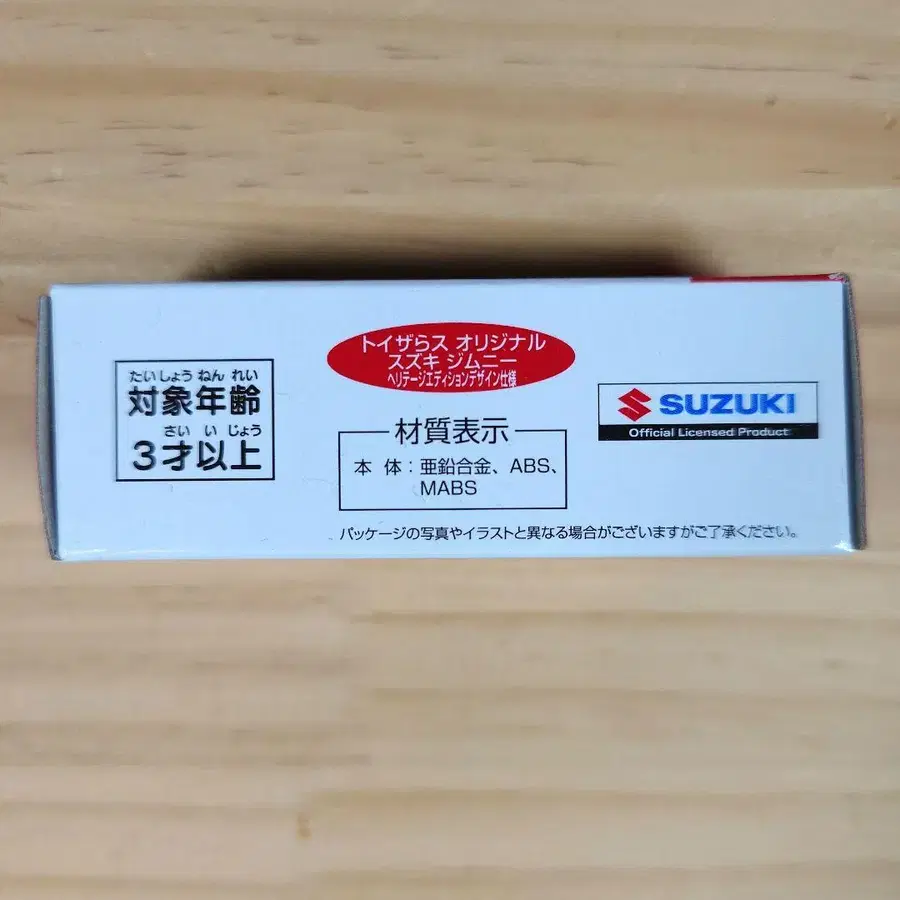 たいしょう ねん れい
対象年齢
さい い じょう
3才以上
トイザらス オリジナル
スズキ ジムニー
ヘリテージエディションデザイン仕様
材質表示
本 体：亜鉛合金、ABS、
MABS
SUZUKI
Official Licensed Product
パッケージの写真やイラストと異なる場合がございますがご了承ください。